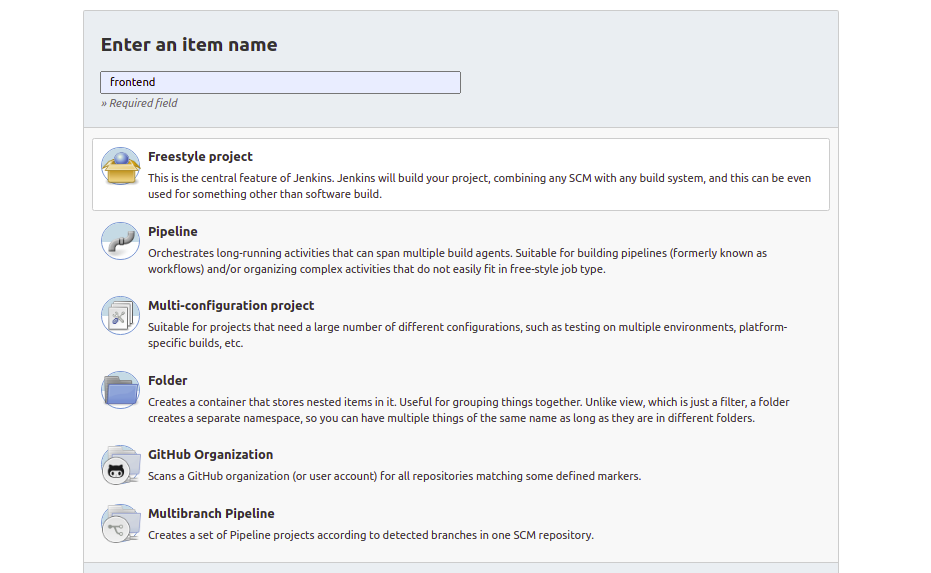 Enter an item name
frontend
» Required field
Freestyle project
This is the central feature of Jenkins. Jenkins will build your project, combining any SCM with any build system, and this can be even
used for something other than software build.
Pipeline
Orchestrates long-running activities that can span multiple build agents. Suitable for building pipelines (formerly known as
workflows) and/or organizing complex activities that do not easily fit in free-style job type.
Multi-configuration project
Suitable for projects that need a large number of different configurations, such as testing on multiple environments, platform-
specific builds, etc.
Folder
Creates a container that stores nested items in it. Useful for grouping things together. Unlike view, which is just a filter, a folder
creates a separate namespace, so you can have multiple things of the same name as long as they are in different folders.
GitHub Organization
Scans a GitHub organization (or user account) for all repositories matching some defined markers.
Multibranch Pipeline
Creates a set of Pipeline projects according to detected branches in one SCM repository.